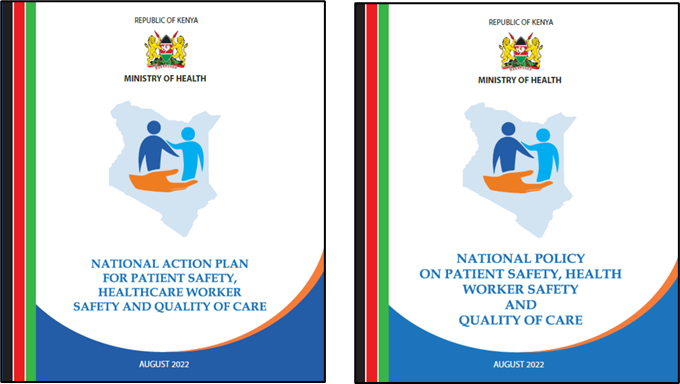 REPUBLIC OF KENYA
MINISTRY OF HEALTH
NATIONAL ACTION PLAN
FOR PATIENT SAFETY,
HEALTHCARE WORKER
SAFETY AND QUALITY OF CARE
AUGUST 2022
REPUBLIC OF KENYA
MINISTRY OF HEALTH
NATIONAL POLICY
ON PATIENT SAFETY, HEALTH
WORKER SAFETY
AND
QUALITY OF CARE
AUGUST 2022